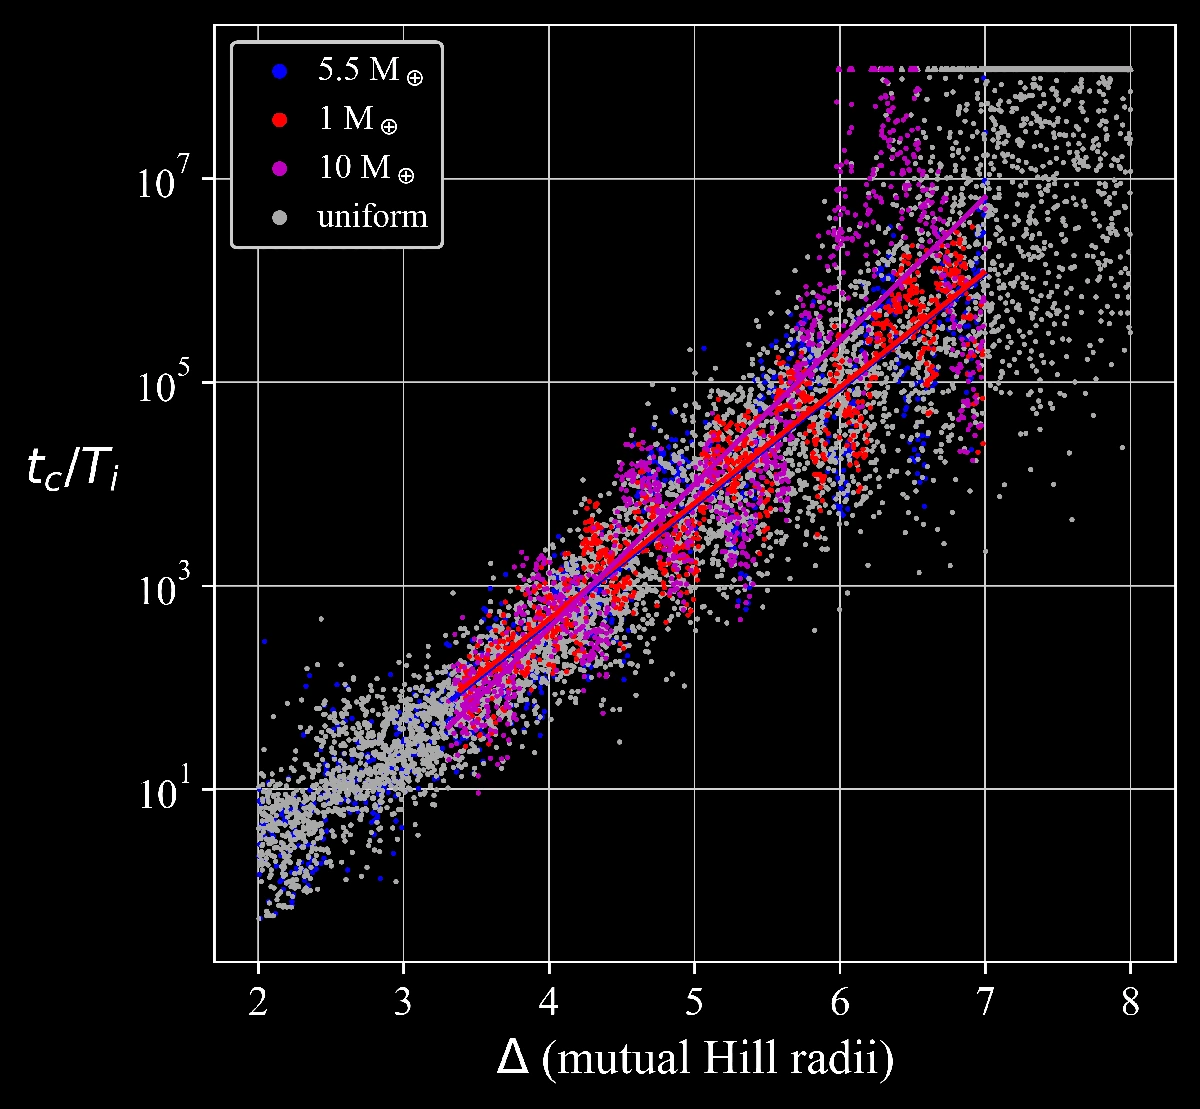 5.5 M⊕
1 M⊕
10 M⊕
uniform
10^7
10^5
10^3
10^1
t_c/T_i
2 3 4 5 6 7 8
Δ (mutual Hill radii)